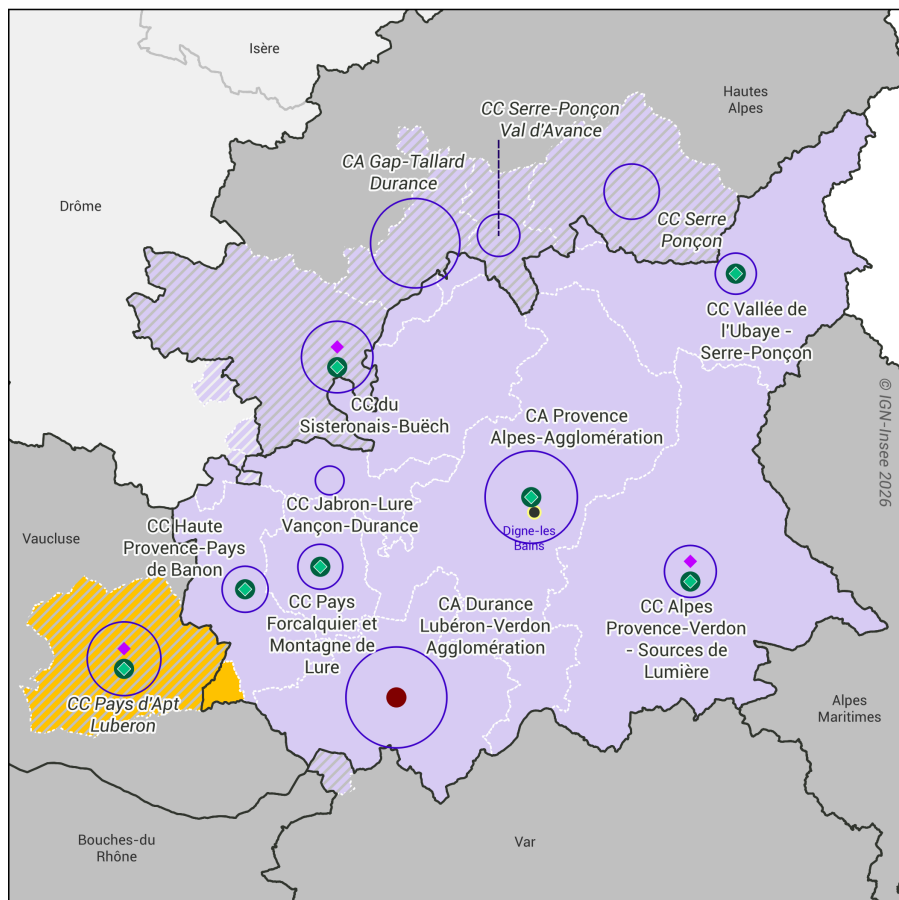 Isère
Hautes
Alpes
CC Serre-Ponçon
Val d'Avance
CA Gap-Tallard
Durance
Drôme
CC Serre
Ponçon
CC Vallée de
l'Ubaye -
Serre-Ponçon
© IGN-Insee 2026
CC du
Sisteronais-Buëch
CA Provence
Alpes-Agglomération
CC Jabron-Lure
Vançon-Durance
Digne-les
Bains
Vaucluse
CC Haute
Provence-Pays
de Banon
CC Pays
Forcalquier et
Montagne de
Lure
CA Durance
Lubéron-Verdon
Agglomération
CC Alpes
Provence-Verdon
- Sources de
Lumière
CC Pays d'Apt
Luberon
Alpes
Maritimes
Bouches-du
Rhône
Var